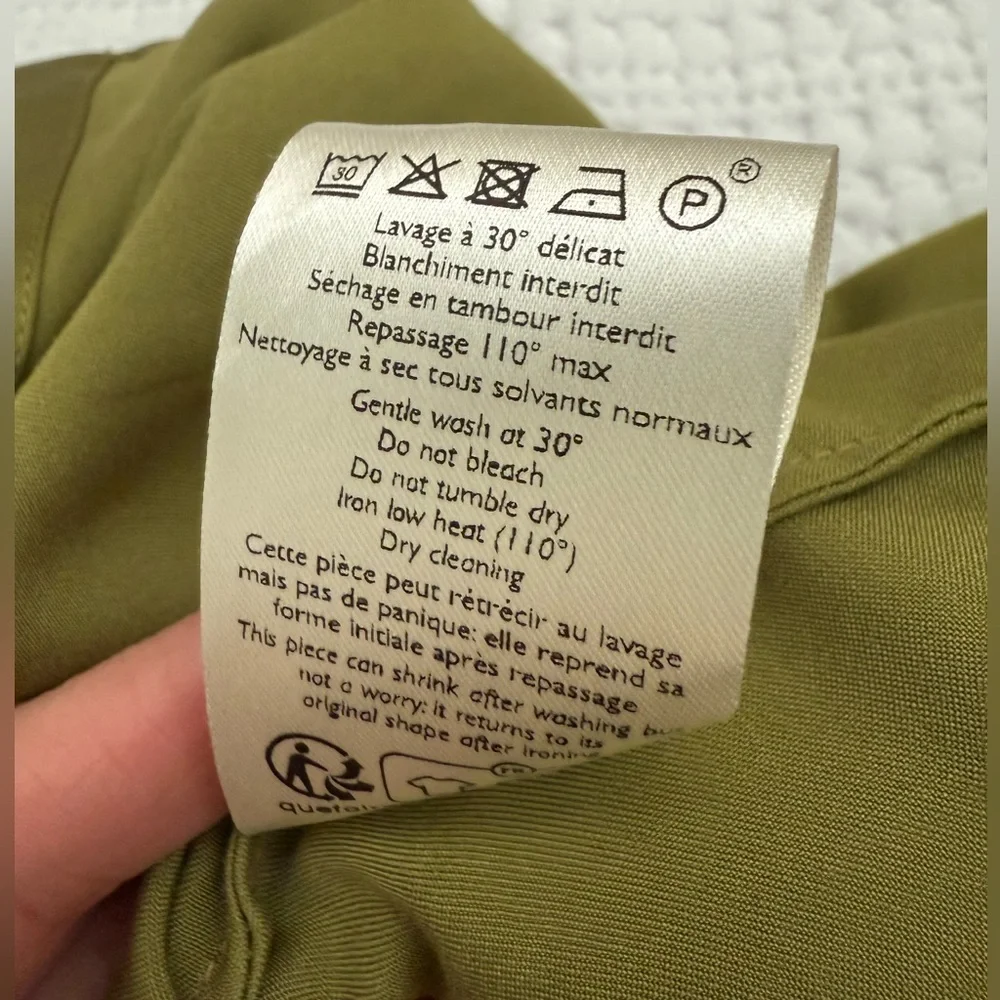 30 P ®
Lavage à 30° délicat
Blanchiment interdit
Séchage en tambour interdit
Repassage 110° max
Nettoyage à sec tous solvants normaux
Gentle wash at 30°
Do not bleach
Do not tumble dry
Iron low heat (110°)
Dry cleaning
Cette pièce peut rétrécir au lavage
mais pas de panique: elle reprend sa
forme initiale après repassage
This piece can shrink after washing
not a worry: it returns to its
original shape after
FR